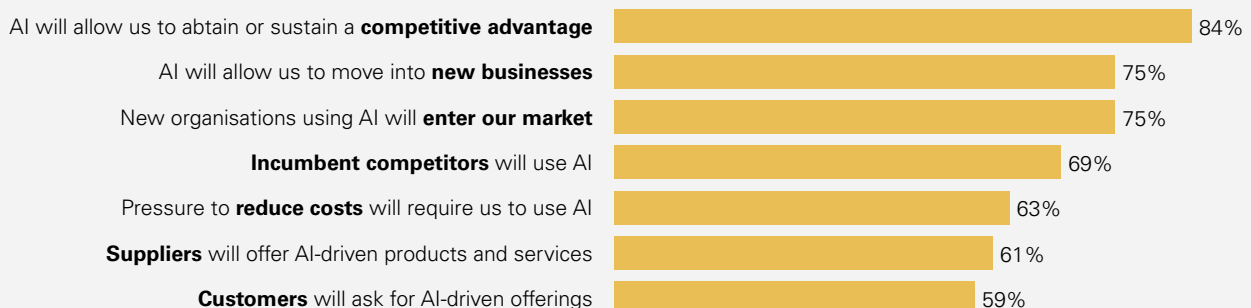 AI will allow us to abtain or sustain a competitive advantage 84%
AI will allow us to move into new businesses 75%
New organisations using AI will enter our market 75%
Incumbent competitors will use AI 69%
Pressure to reduce costs will require us to use AI 63%
Suppliers will offer AI-driven products and services 61%
Customers will ask for AI-driven offerings 59%